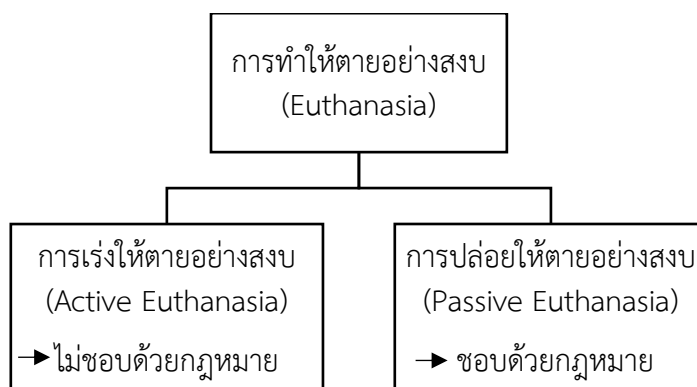 การทำให้ตายอย่างสงบ
(Euthanasia)
การเร่งให้ตายอย่างสงบ
(Active Euthanasia)
→ ไม่ชอบด้วยกฎหมาย
การปล่อยให้ตายอย่างสงบ
(Passive Euthanasia)
→ ชอบด้วยกฎหมาย